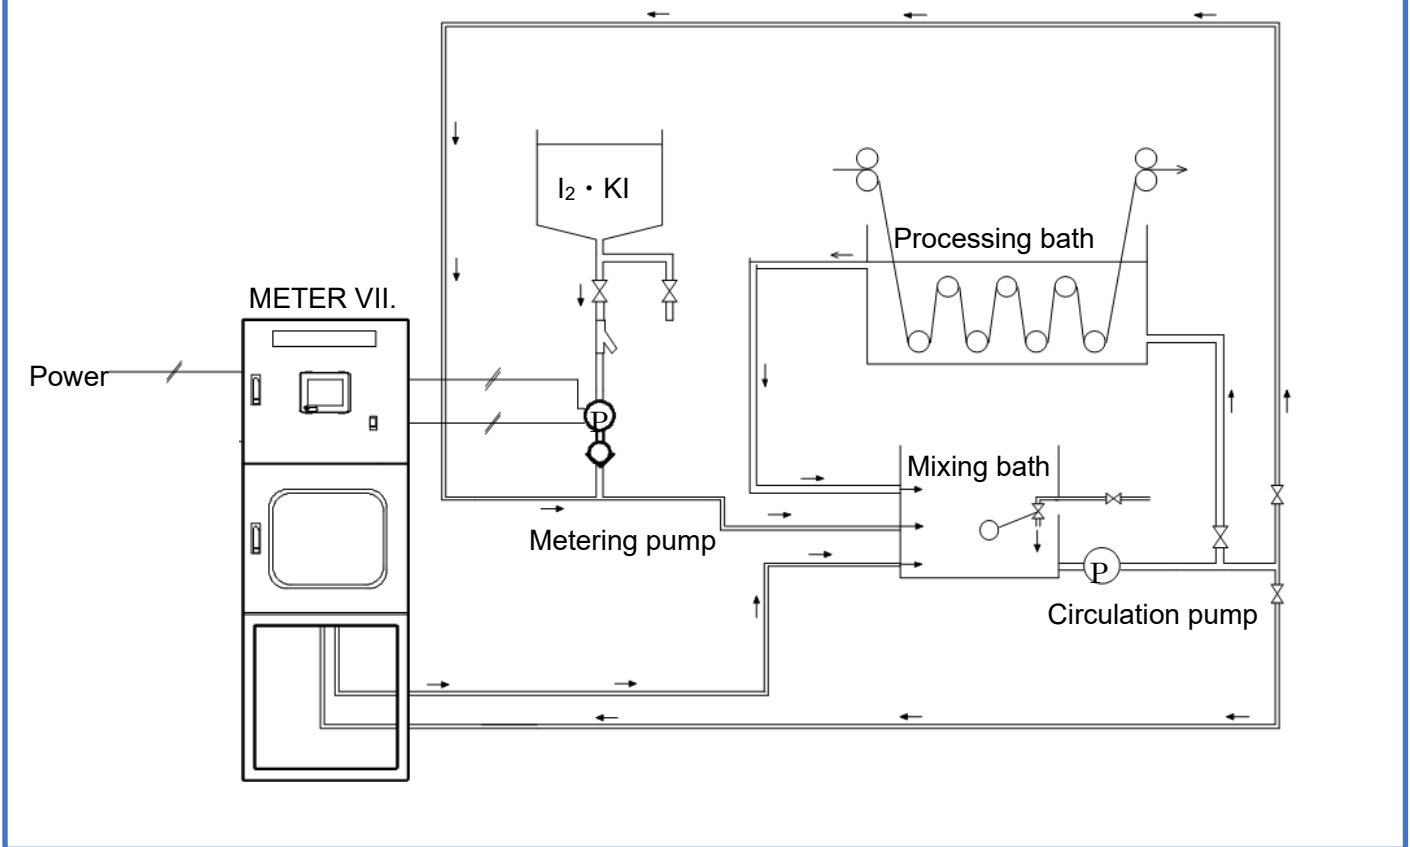 I₂・KI
Processing bath
METER VII.
Power
P
Mixing bath
Metering pump
P
Circulation pump